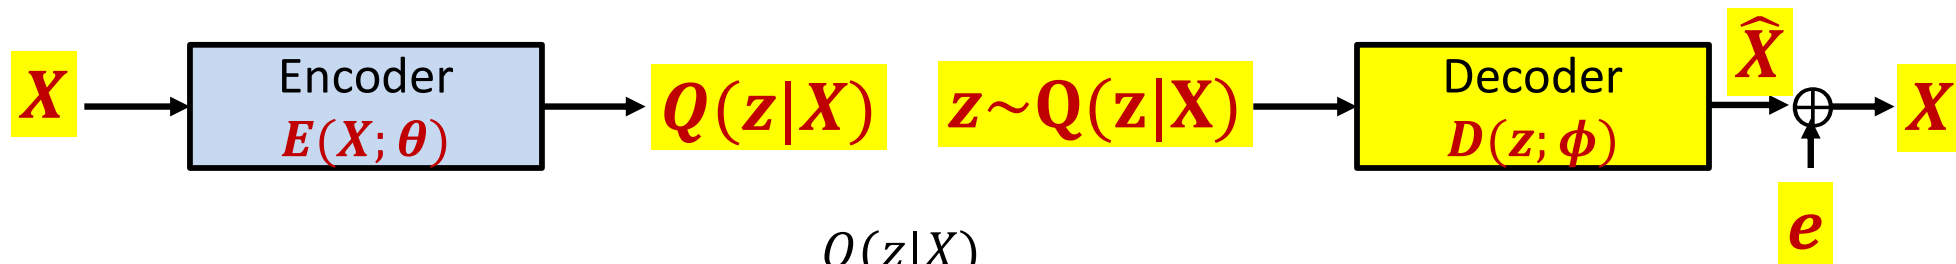 X
Encoder
E(X; θ)
Q(z|X)
z~Q(z|X)
Decoder
D(z; ϕ)
X̂
⊕
X
e
Q(z|X)